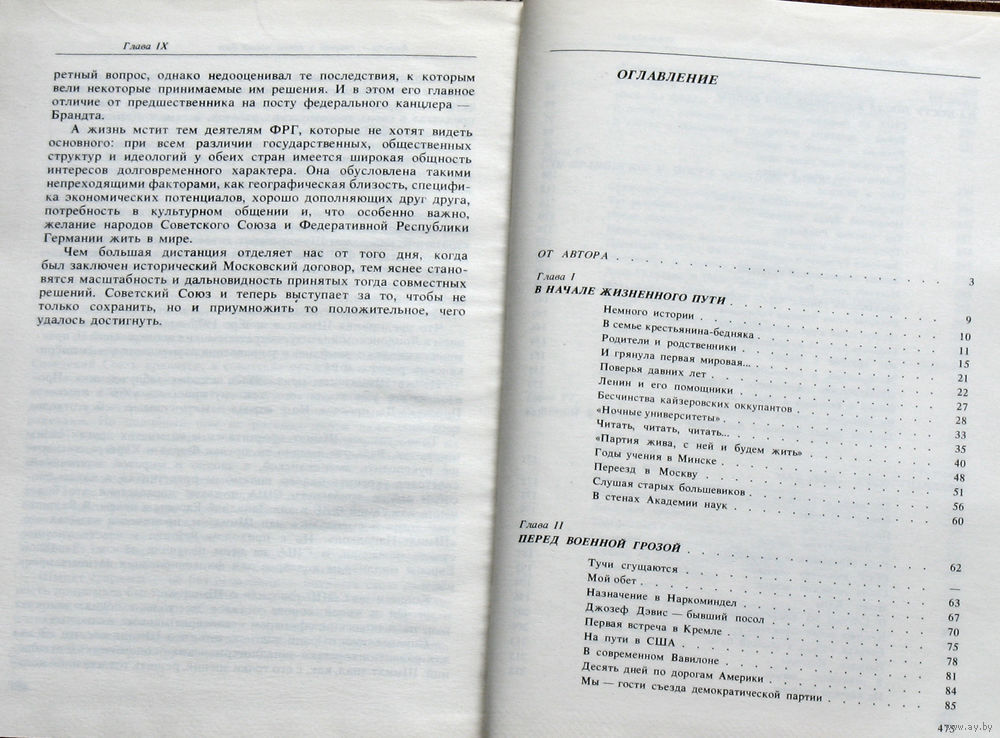 Глава IX
ретный вопрос, однако недооценивал те последствия, к которым
вели некоторые принимаемые им решения. И в этом его главное
отличие от предшественника на посту федерального канцлера —
Брандта.
А жизнь мстит тем деятелям ФРГ, которые не хотят видеть
основного: при всем различии государственных, общественных
структур и идеологий у обеих стран имеется широкая общность
интересов долговременного характера. Она обусловлена такими
непреходящими факторами, как географическая близость, специфи-
ка экономических потенциалов, хорошо дополняющих друг друга,
потребность в культурном общении и, что особенно важно,
желание народов Советского Союза и Федеративной Республики
Германии жить в мире.
Чем большая дистанция отделяет нас от того дня, когда
был заключен исторический Московский договор, тем яснее стано-
вятся масштабность и дальновидность принятых тогда совместных
решений. Советский Союз и теперь выступает за то, чтобы не
только сохранить, но и приумножить то положительное, чего
удалось достигнуть.
ОГЛАВЛЕНИЕ
ОТ АВТОРА 3
Глава I
В НАЧАЛЕ ЖИЗНЕННОГО ПУТИ 9
Немного истории 10
В семье крестьянина-бедняка 11
Родители и родственники 15
И грянула первая мировая... 21
Поверья давних лет 22
Ленин и его помощники 27
Бесчинства кайзеровских оккупантов 28
«Ночные университеты» 33
Читать, читать, читать... 35
«Партия жива, с ней и будем жить» 40
Годы учения в Минске 48
Переезд в Москву 51
Слушая старых большевиков 56
В стенах Академии наук 60
Глава II
ПЕРЕД ВОЕННОЙ ГРОЗОЙ 62
Тучи сгущаются —
Мой обет 63
Назначение в Наркоминдел 67
Джозеф Дэвис — бывший посол 70
Первая встреча в Кремле 75
На пути в США 78
В современном Вавилоне 81
Десять дней по дорогам Америки 84
Мы — гости съезда демократической партии 85
475
www.ay.by